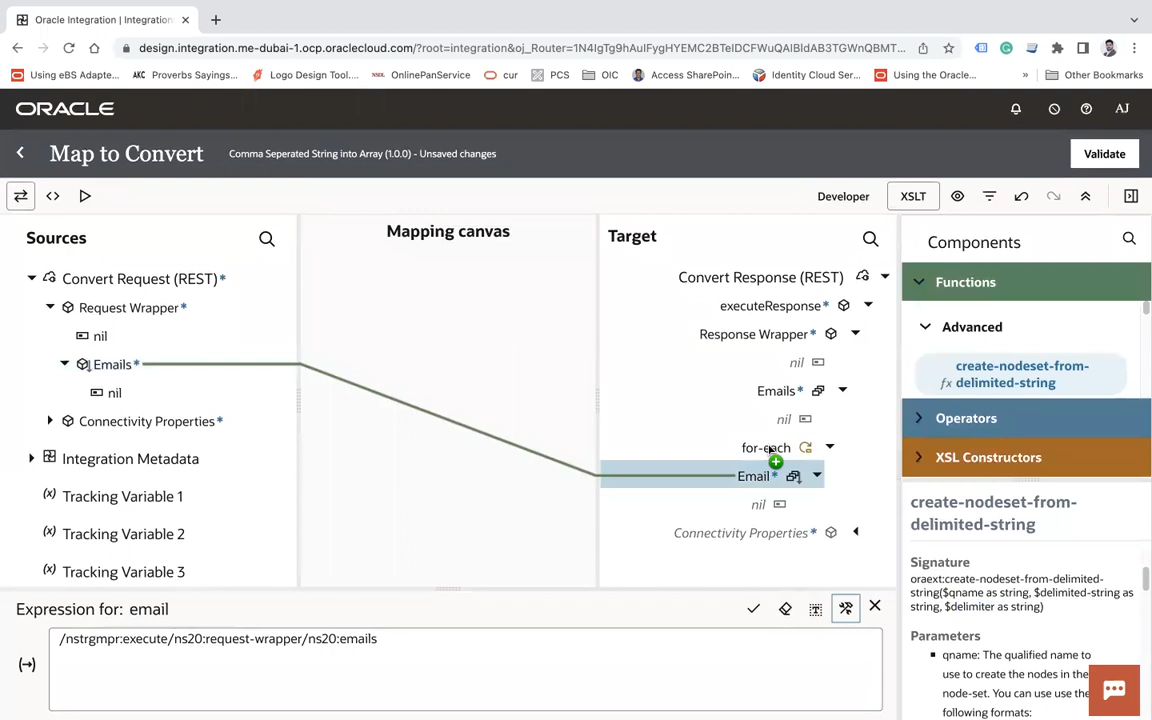 Oracle Integration | Integration
design.integration.me-dubai-1.ocp.oraclecloud.com/?root=integration&oj_Router=1N4IgTg9hAuIFygHYEMC2BTeIDCFWuQAlBIdAB3TGWnQBMT...
Using eBS Adapte...
AKC Proverbs Sayings...
Logo Design Tool....
NSDL OnlinePanService
cur
PCS
OIC
Access SharePoin...
Identity Cloud Ser...
Using the Oracle...
»
Other Bookmarks
ORACLE
AJ
Map to Convert
Comma Seperated String into Array (1.0.0) - Unsaved changes
Validate
Developer
XSLT
Sources
Mapping canvas
Target
Components
Convert Request (REST)*
Convert Response (REST)
Functions
Request Wrapper*
executeResponse*
nil
Response Wrapper*
Advanced
Emails*
nil
create-nodeset-from-
fx delimited-string
nil
Emails*
Connectivity Properties*
nil
Operators
Integration Metadata
for-each
XSL Constructors
(x) Tracking Variable 1
Email*
nil
create-nodeset-from-
delimited-string
(x) Tracking Variable 2
Connectivity Properties*
(x) Tracking Variable 3
Signature
oraext:create-nodeset-from-delimited-
string($qname as string, $delimited-string as
string, $delimiter as string)
Expression for: email
/nstrgmpr:execute/ns20:request-wrapper/ns20:emails
Parameters
qname: The qualified name to
use to create the nodes in the
node-set. You can use use the
following formats: